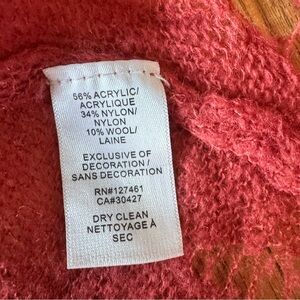 56% ACRYLIC/
ACRYLIQUE
34% NYLON/
NYLON
10% WOOL/
LAINE
EXCLUSIVE OF
DECORATION/
SANS DECORATION
RN#127461
CA#30427
DRY CLEAN
NETTOYAGE À
SEC